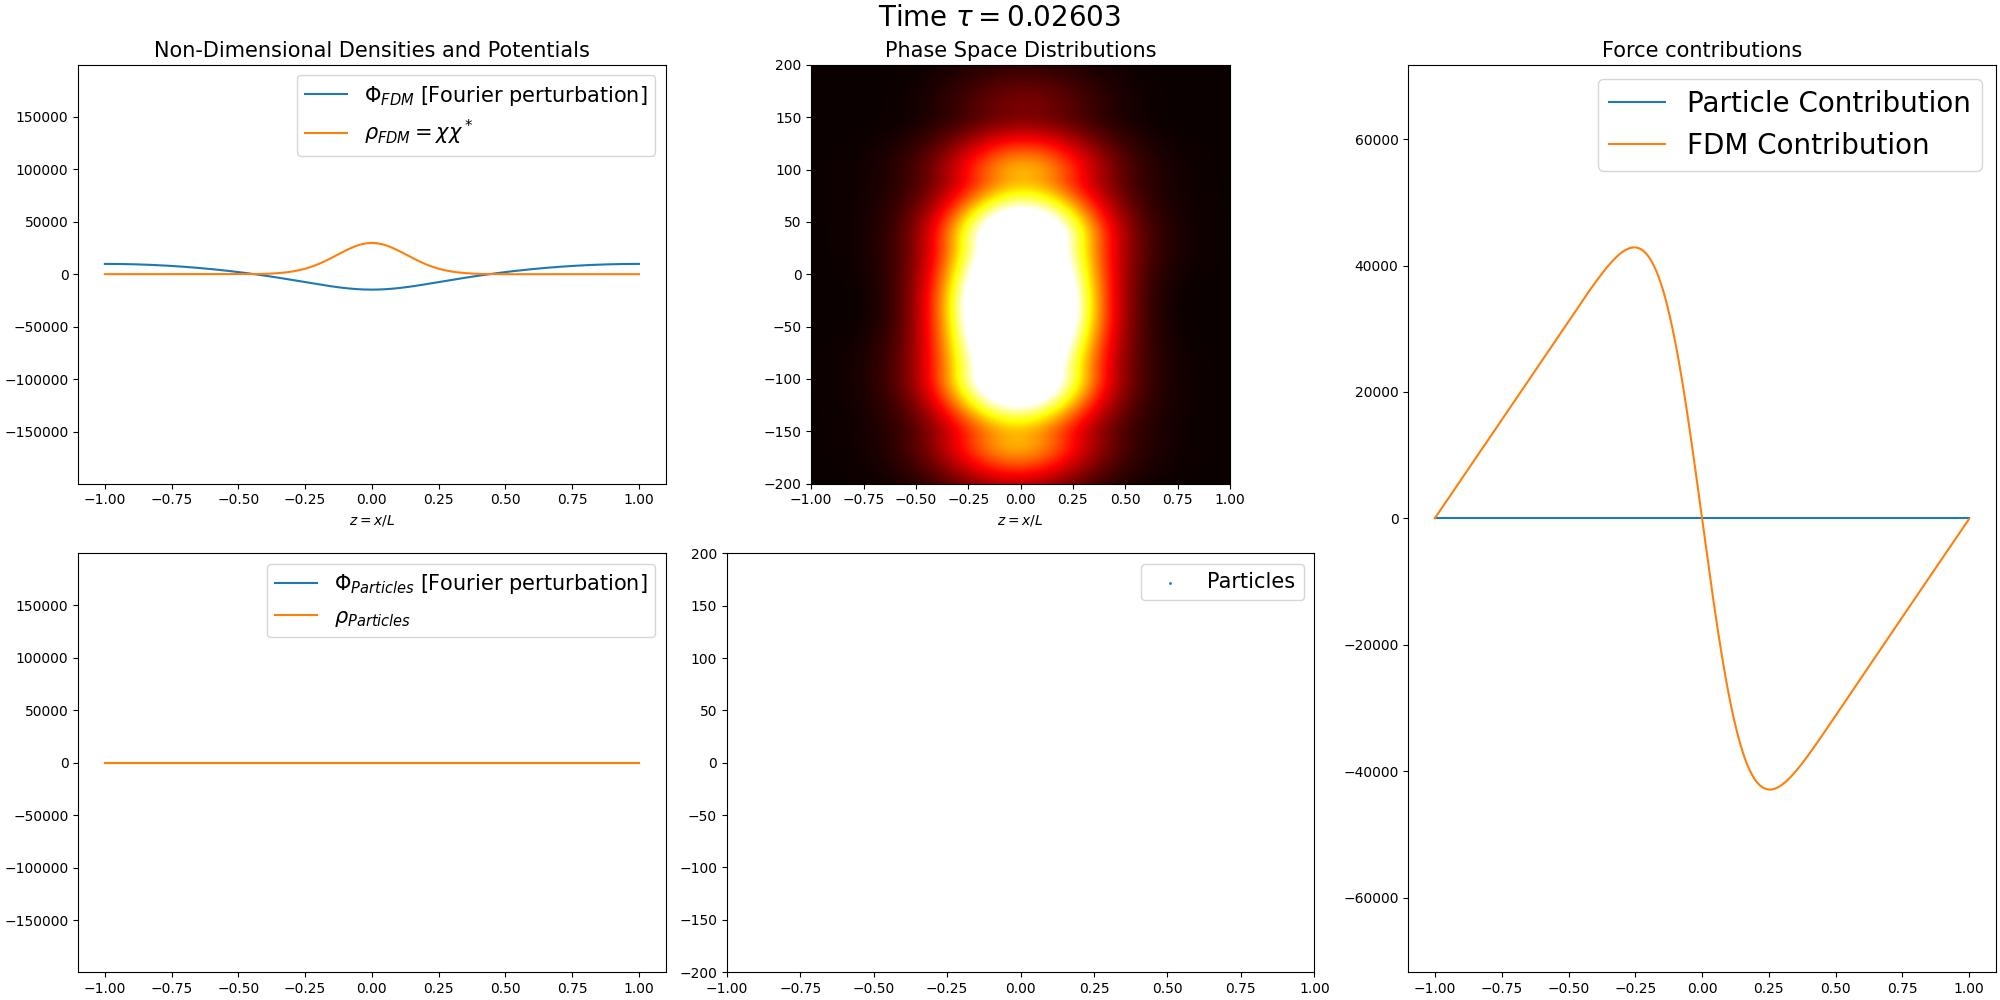 Time τ = 0.02603
Non-Dimensional Densities and Potentials
Φ_FDM [Fourier perturbation]
ρ_FDM = χχ*
150000
100000
50000
0
−50000
−100000
−150000
−1.00 −0.75 −0.50 −0.25 0.00 0.25 0.50 0.75 1.00
z = x/L
Phase Space Distributions
200
150
100
50
0
−50
−100
−150
−200
−1.00 −0.75 −0.50 −0.25 0.00 0.25 0.50 0.75 1.00
z = x/L
Force contributions
Particle Contribution
FDM Contribution
60000
40000
20000
0
−20000
−40000
−60000
−1.00 −0.75 −0.50 −0.25 0.00 0.25 0.50 0.75 1.00
Φ_Particles [Fourier perturbation]
ρ_Particles
150000
100000
50000
0
−50000
−100000
−150000
−1.00 −0.75 −0.50 −0.25 0.00 0.25 0.50 0.75 1.00
Particles
200
150
100
50
0
−50
−100
−150
−200
−1.00 −0.75 −0.50 −0.25 0.00 0.25 0.50 0.75 1.00